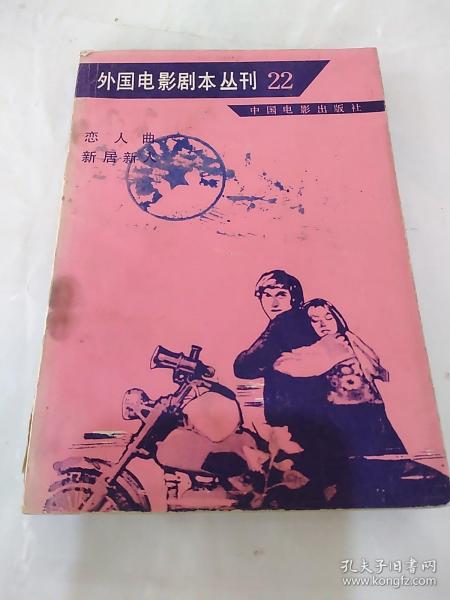 外国电影剧本丛刊 22
中国电影出版社
恋人曲
新居新人
孔夫子旧书网
www.kongfz.com